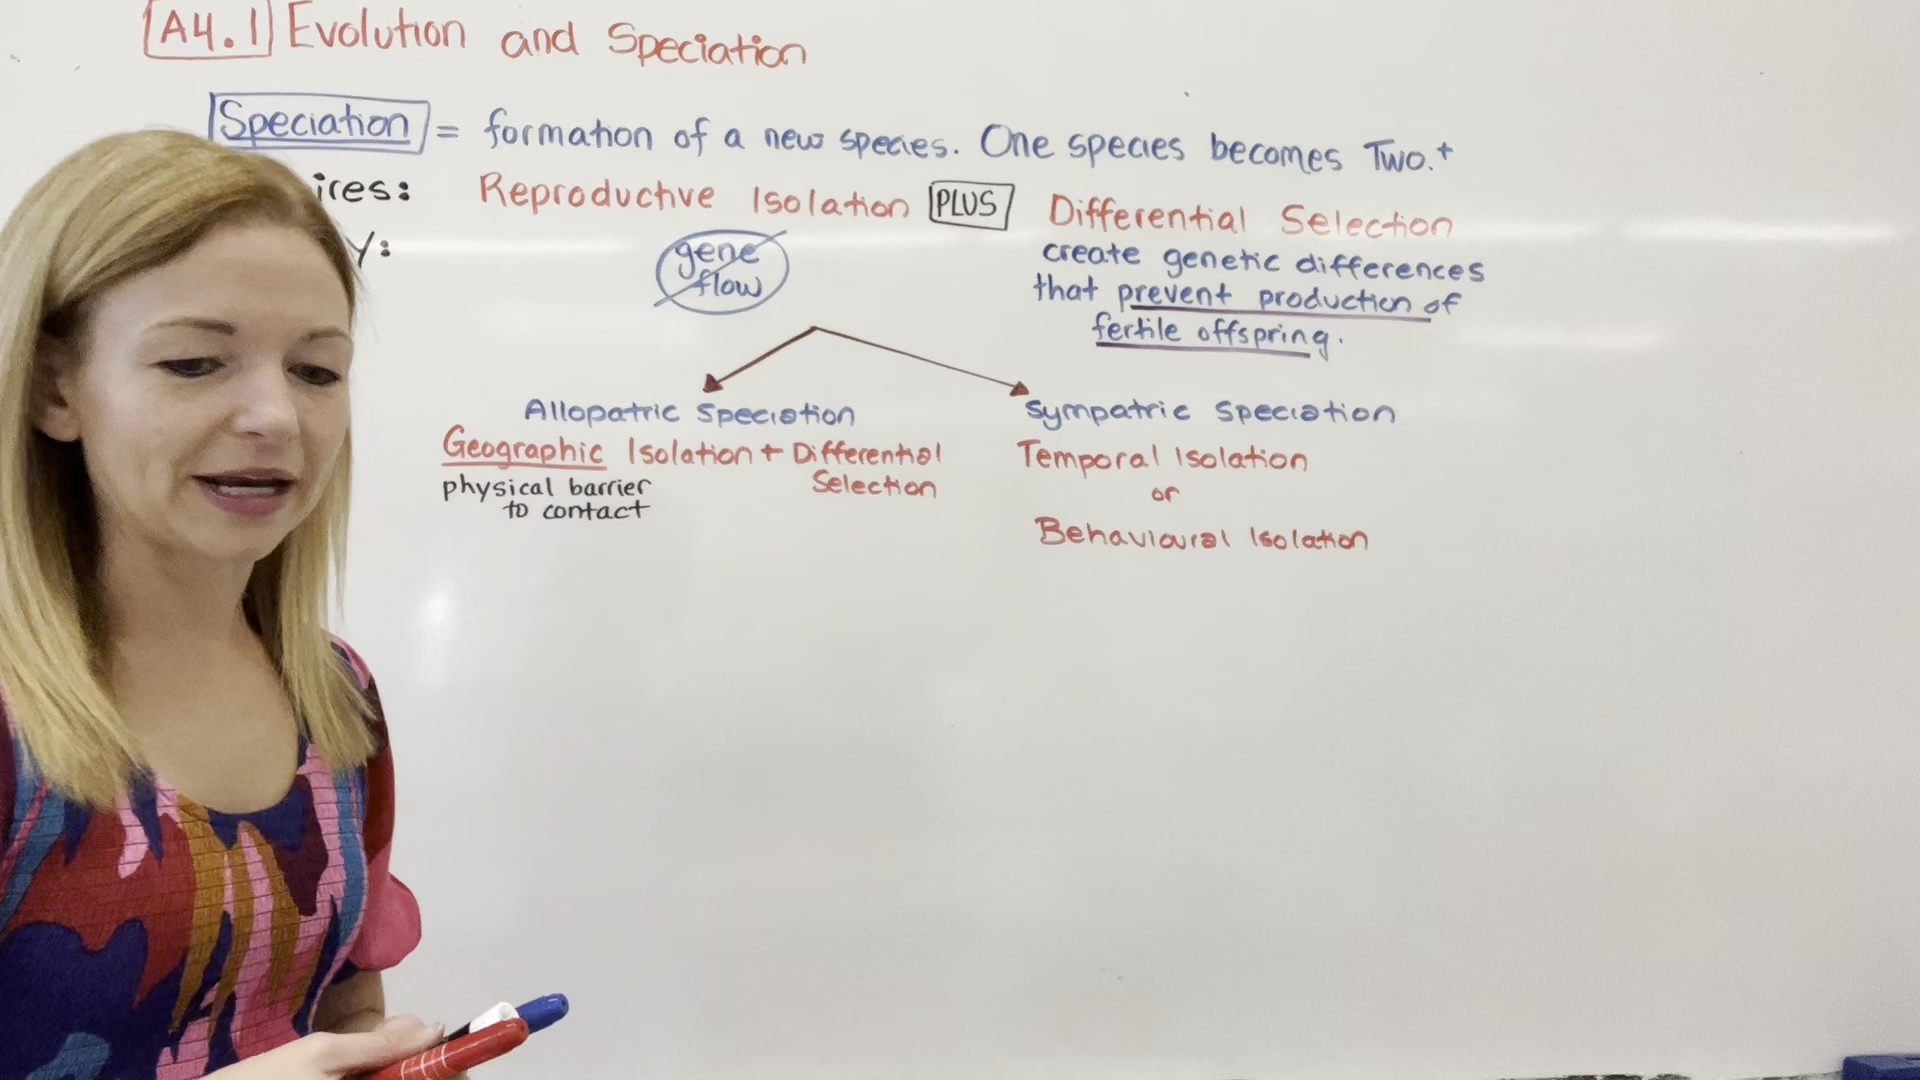 A4.1 Evolution and Speciation
Speciation = formation of a new species. One species becomes Two.+
ires: Reproductive Isolation PLUS Differential Selection
y:
gene
flow
create genetic differences
that prevent production of
fertile offspring.
Allopatric Speciation
Geographic Isolation + Differential
Selection
physical barrier
to contact
Sympatric Speciation
Temporal Isolation
or
Behavioural Isolation